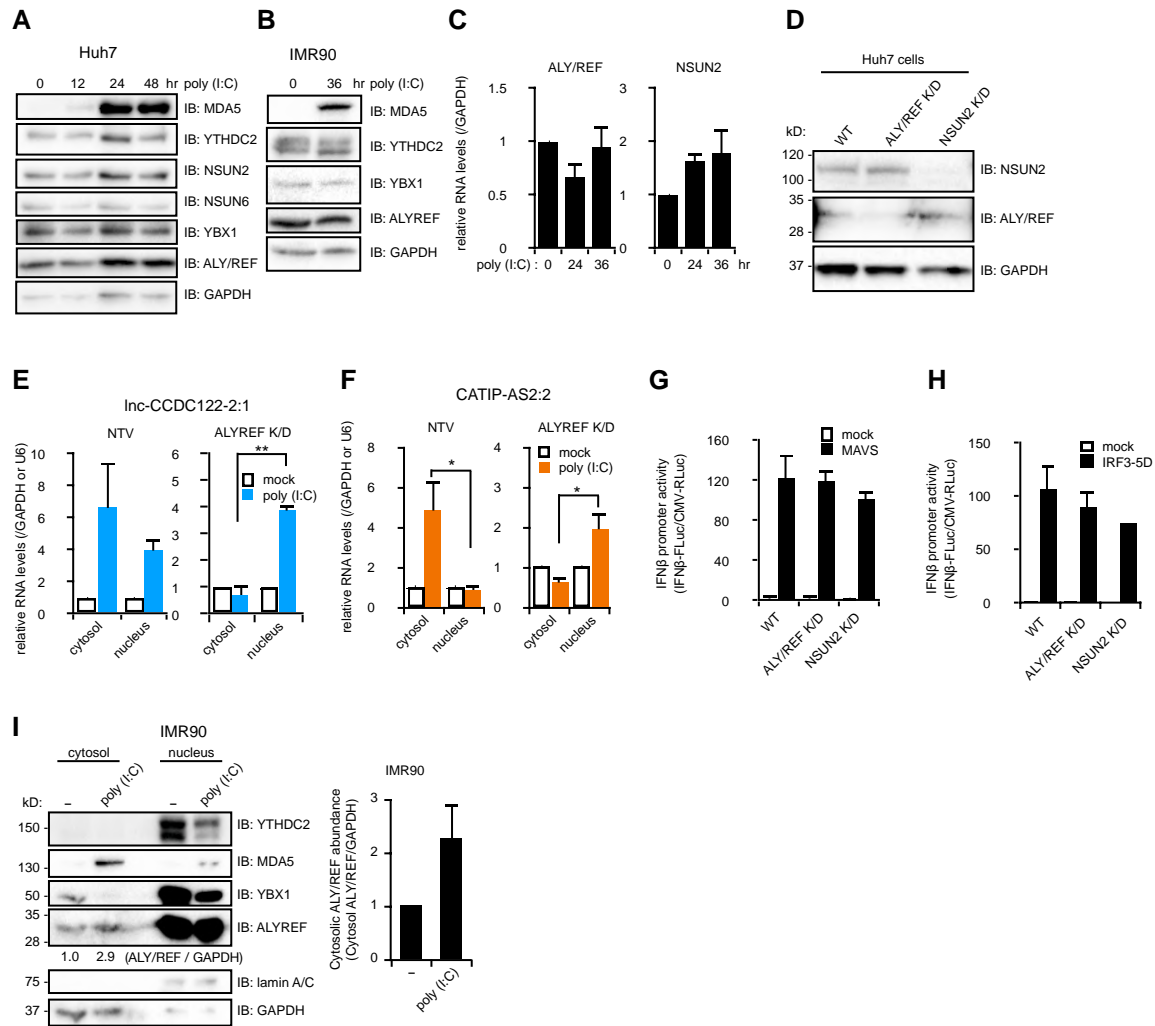 A
Huh7
0 12 24 48 hr poly (I:C)
IB: MDA5
IB: YTHDC2
IB: NSUN2
IB: NSUN6
IB: YBX1
IB: ALY/REF
IB: GAPDH
B
IMR90
0 36 hr poly (I:C)
IB: MDA5
IB: YTHDC2
IB: YBX1
IB: ALYREF
IB: GAPDH
C
relative RNA levels (/GAPDH)
ALY/REF
1.5
1
0.5
0
NSUN2
3
2
1
0
poly (I:C) : 0 24 36 0 24 36 hr
D
Huh7 cells
WT ALY/REF K/D NSUN2 K/D
kD:
120
100
IB: NSUN2
35
28
IB: ALY/REF
37
IB: GAPDH
E
lnc-CCDC122-2:1
relative RNA levels (/GAPDH or U6)
NTV
10
8
6
4
2
0
cytosol nucleus
ALYREF K/D
**
mock
poly (I:C)
6
5
4
3
2
1
0
cytosol nucleus
F
CATIP-AS2:2
relative RNA levels (/GAPDH or U6)
NTV
*
8
6
4
2
0
cytosol nucleus
ALYREF K/D
mock
poly (I:C)
*
4
3
2
1
0
cytosol nucleus
G
mock
MAVS
IFNβ promoter activity
(IFNβ-FLuc/CMV-RLuc)
160
120
80
40
0
WT ALY/REF K/D NSUN2 K/D
H
mock
IRF3-5D
IFNβ promoter activity
(IFNβ-FLuc/CMV-RLuc)
150
100
50
0
WT ALY/REF K/D NSUN2 K/D
I
IMR90
cytosol nucleus
– poly (I:C) – poly (I:C)
kD:
150
IB: YTHDC2
130
IB: MDA5
50
IB: YBX1
35
28
IB: ALYREF
1.0 2.9 (ALY/REF / GAPDH)
75
IB: lamin A/C
37
IB: GAPDH
IMR90
Cytosolic ALY/REF abundance
(Cytosol ALY/REF/GAPDH)
3
2
1
0
– poly (I:C)